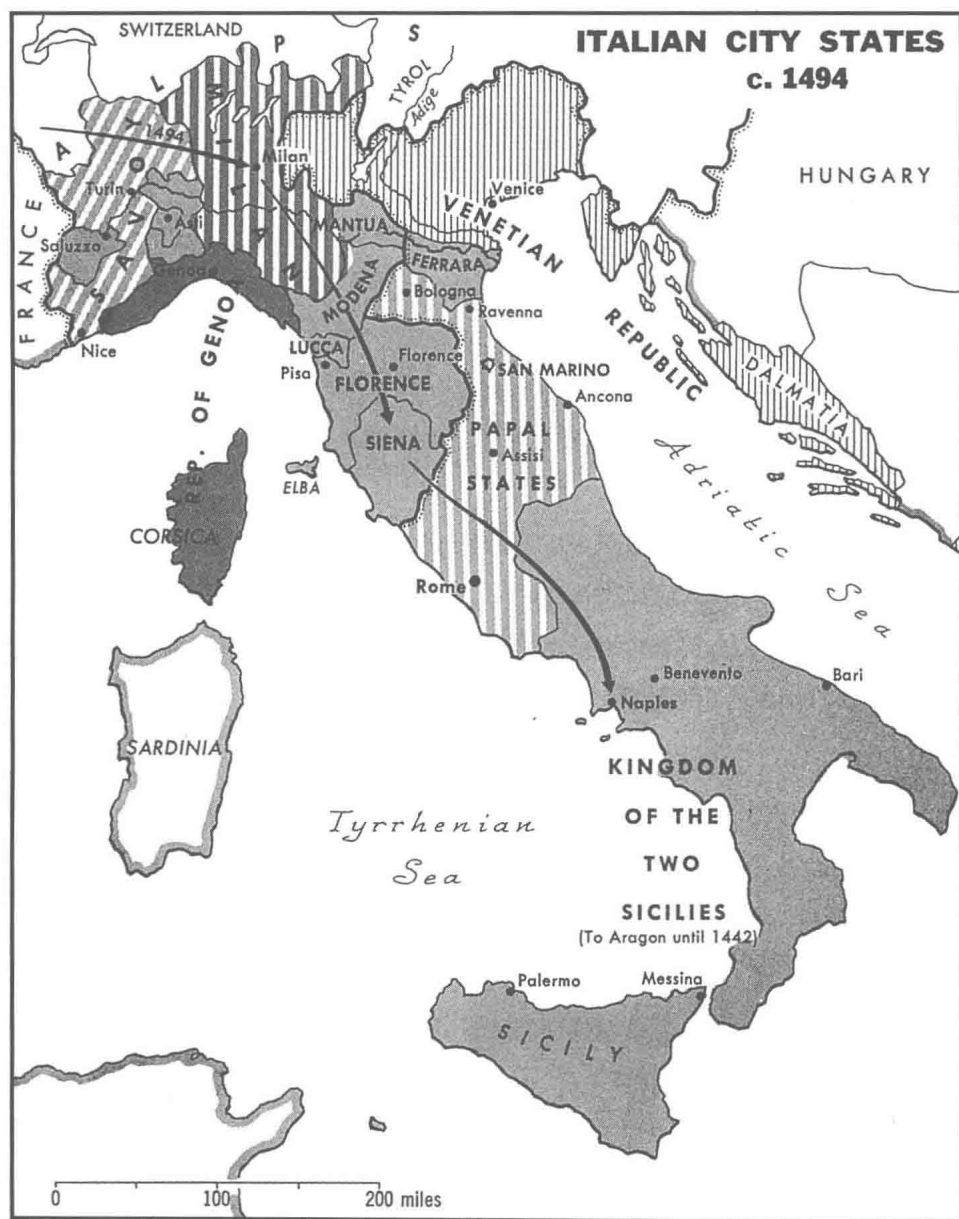 ITALIAN CITY STATES
c. 1494
SWITZERLAND
ALPS
TYROL
Adige
HUNGARY
FRANCE
SAVOY
1494
MILAN
Milan
Turin
Asti
Saluzzo
Genoa
Nice
REP. OF GENOA
MANTUA
Venice
VENETIAN
REPUBLIC
FERRARA
MODENA
Bologna
Ravenna
LUCCA
Pisa
Florence
FLORENCE
SAN MARINO
Ancona
DALMATIA
SIENA
PAPAL
STATES
Assisi
ELBA
Adriatic Sea
CORSICA
Rome
SARDINIA
Benevento
Bari
Naples
Tyrrhenian
Sea
KINGDOM
OF THE
TWO
SICILIES
(To Aragon until 1442)
Palermo
Messina
SICILY
0 100 200 miles